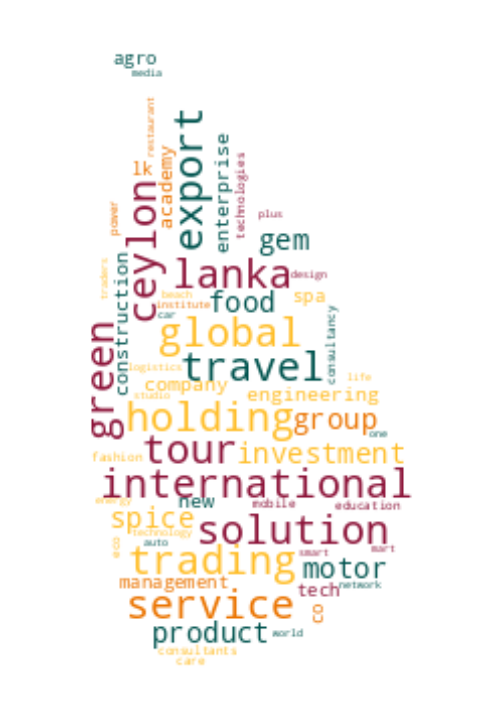 agro
media
restaurant
export
lk
academy
enterprise
technologies
ceylon
power
plus
gem
construction
lanka
design
traders
beach
institute
food
spa
car
global
consultancy
green
logistics
travel
life
company
studio
engineering
holding
group
one
tour
investment
fashion
international
energy
new
mobile
education
spice
solution
technology
eco
auto
trading
smart
mart
motor
management
tech
network
service
co
product
world
consultants
care